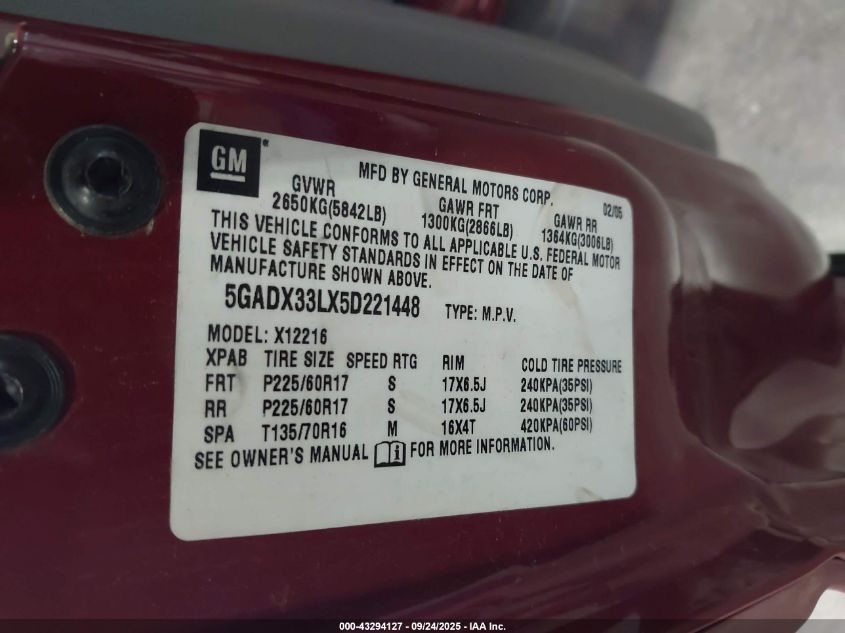 GM
MFD BY GENERAL MOTORS CORP. 02/05
GVWR GAWR FRT GAWR RR
2650KG(5842LB) 1300KG(2866LB) 1364KG(3006LB)
THIS VEHICLE CONFORMS TO ALL APPLICABLE U.S. FEDERAL MOTOR
VEHICLE SAFETY STANDARDS IN EFFECT ON THE DATE OF
MANUFACTURE SHOWN ABOVE.
5GADX33LX5D221448 TYPE: M.P.V.
MODEL: X12216
XPAB TIRE SIZE SPEED RTG RIM COLD TIRE PRESSURE
FRT P225/60R17 S 17X6.5J 240KPA(35PSI)
RR P225/60R17 S 17X6.5J 240KPA(35PSI)
SPA T135/70R16 M 16X4T 420KPA(60PSI)
SEE OWNER'S MANUAL i FOR MORE INFORMATION.
000-43294127 - 09/24/2025 - IAA Inc.